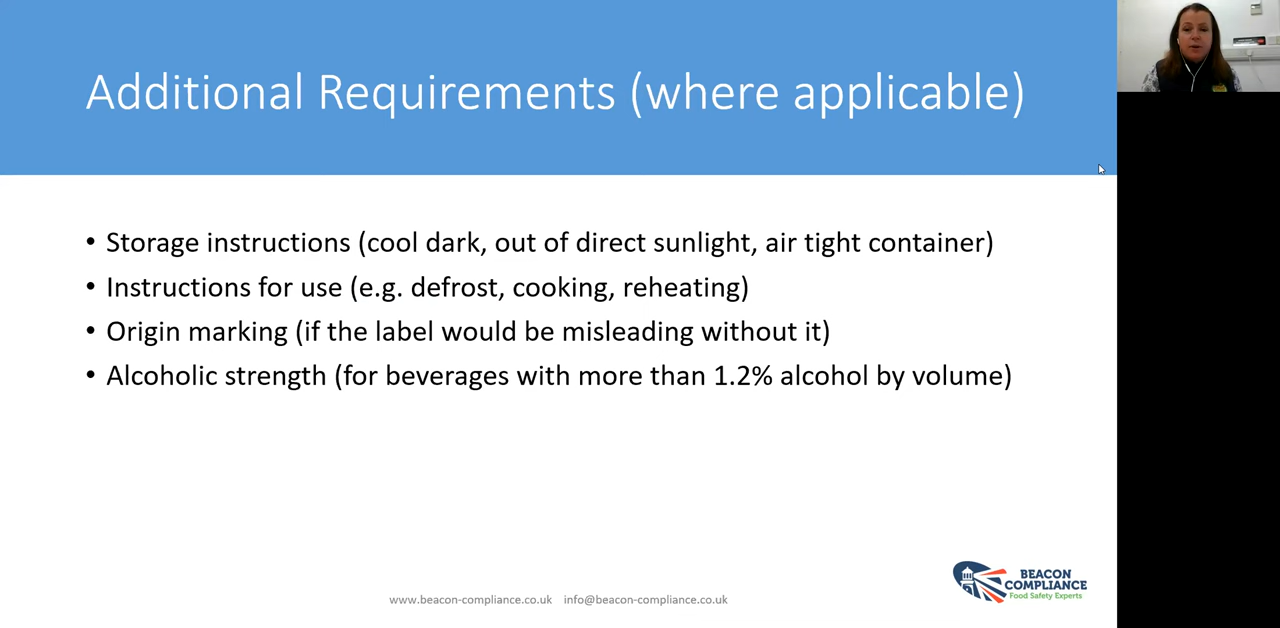 Additional Requirements (where applicable)
• Storage instructions (cool dark, out of direct sunlight, air tight container)
• Instructions for use (e.g. defrost, cooking, reheating)
• Origin marking (if the label would be misleading without it)
• Alcoholic strength (for beverages with more than 1.2% alcohol by volume)
www.beacon-compliance.co.uk info@beacon-compliance.co.uk
BEACON
COMPLIANCE
Food Safety Experts